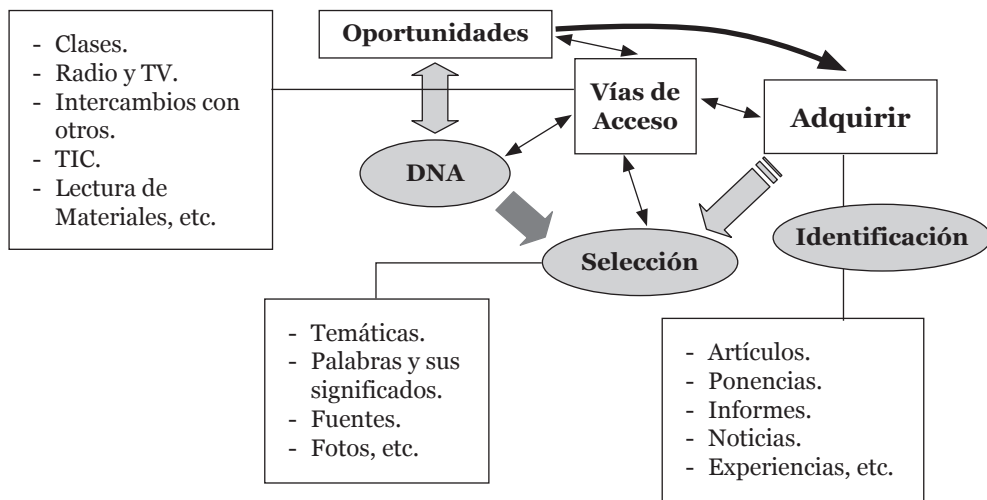 - Clases.
- Radio y TV.
- Intercambios con
otros.
- TIC.
- Lectura de
Materiales, etc.
Oportunidades
Vías de
Acceso
Adquirir
DNA
Selección
Identificación
- Temáticas.
- Palabras y sus
significados.
- Fuentes.
- Fotos, etc.
- Artículos.
- Ponencias.
- Informes.
- Noticias.
- Experiencias, etc.